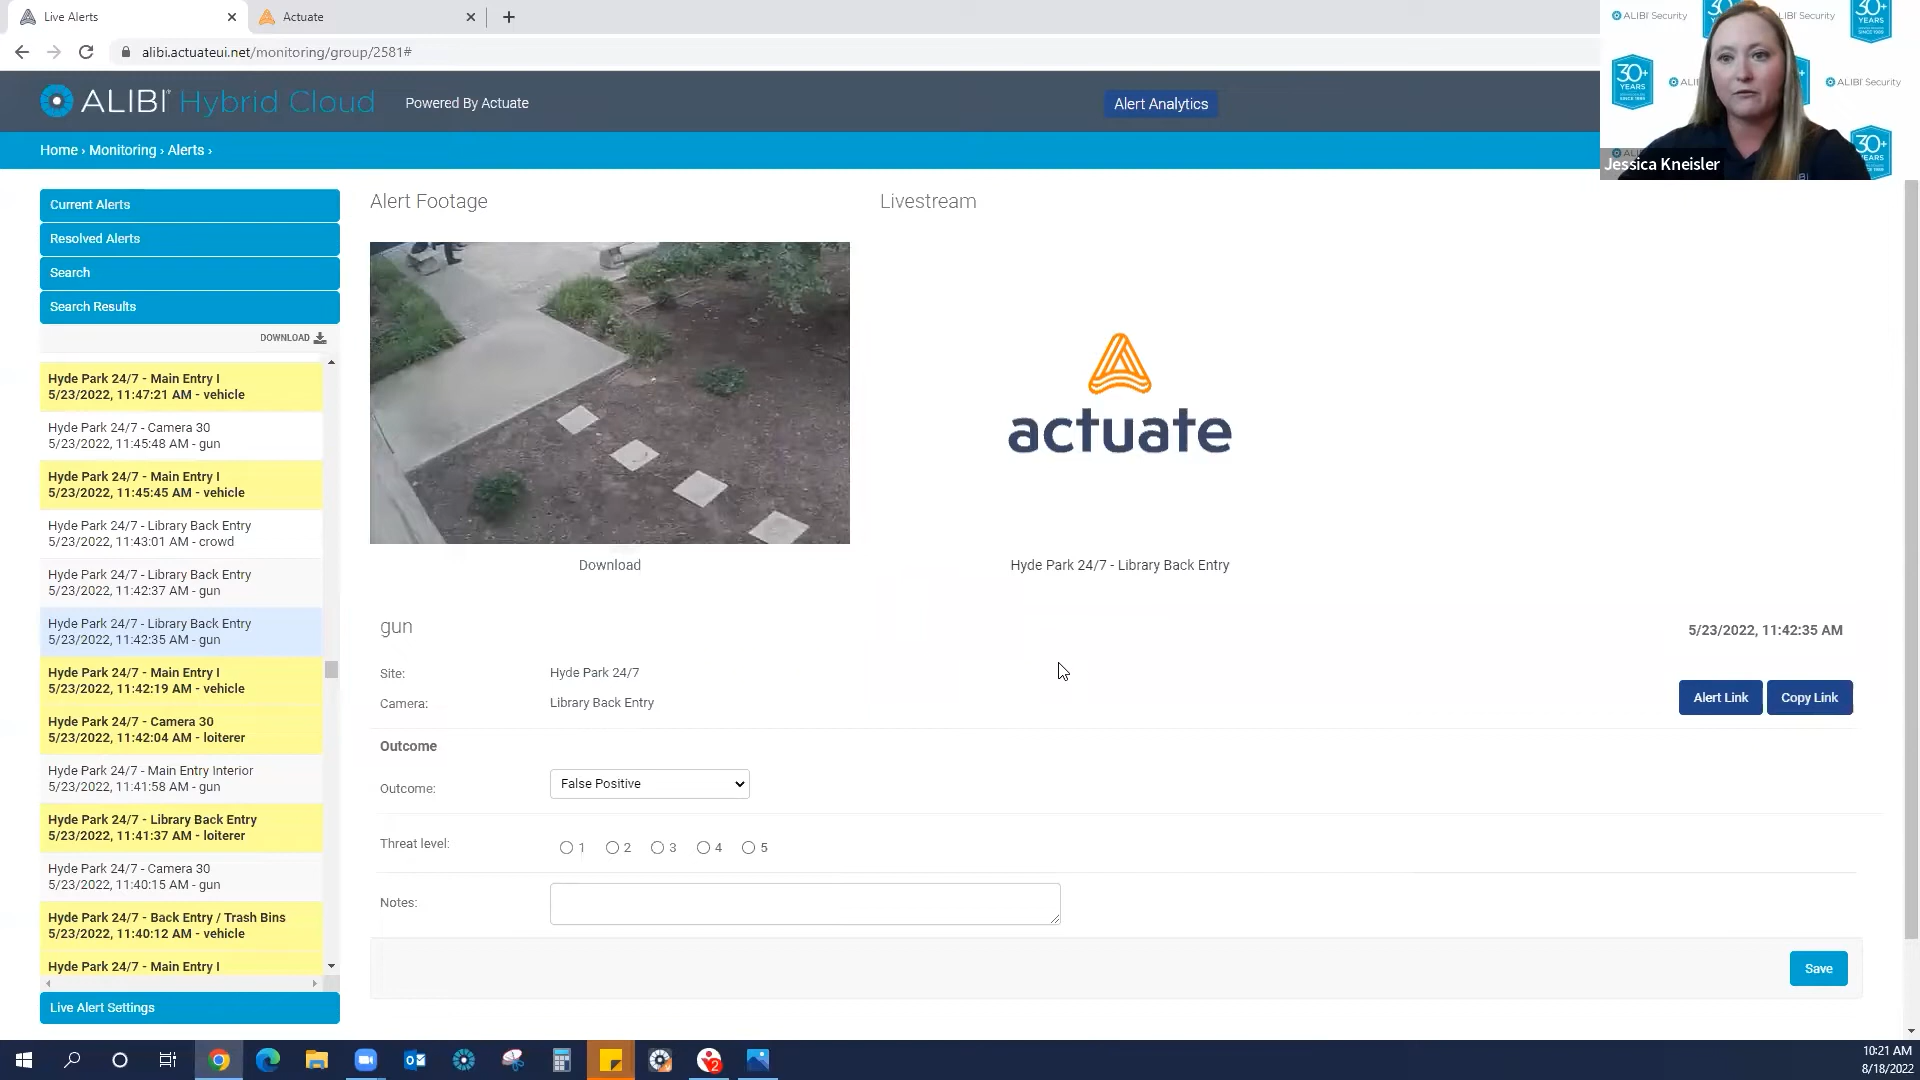 Live Alerts
Actuate
alibi.actuateui.net/monitoring/group/2581#
ALIBI Hybrid Cloud
Powered By Actuate
Alert Analytics
ALIBI Security
30+
YEARS
SINCE 1986
ALIBI Security
Jessica Kneisler
Home › Monitoring › Alerts ›
Current Alerts
Resolved Alerts
Search
Search Results
DOWNLOAD
Hyde Park 24/7 - Main Entry I
5/23/2022, 11:47:21 AM - vehicle
Hyde Park 24/7 - Camera 30
5/23/2022, 11:45:48 AM - gun
Hyde Park 24/7 - Main Entry I
5/23/2022, 11:45:45 AM - vehicle
Hyde Park 24/7 - Library Back Entry
5/23/2022, 11:43:01 AM - crowd
Hyde Park 24/7 - Library Back Entry
5/23/2022, 11:42:37 AM - gun
Hyde Park 24/7 - Library Back Entry
5/23/2022, 11:42:35 AM - gun
Hyde Park 24/7 - Main Entry I
5/23/2022, 11:42:19 AM - vehicle
Hyde Park 24/7 - Camera 30
5/23/2022, 11:42:04 AM - loiterer
Hyde Park 24/7 - Main Entry Interior
5/23/2022, 11:41:58 AM - gun
Hyde Park 24/7 - Library Back Entry
5/23/2022, 11:41:37 AM - loiterer
Hyde Park 24/7 - Camera 30
5/23/2022, 11:40:15 AM - gun
Hyde Park 24/7 - Back Entry / Trash Bins
5/23/2022, 11:40:12 AM - vehicle
Hyde Park 24/7 - Main Entry I
Live Alert Settings
Alert Footage
Livestream
actuate
Download
Hyde Park 24/7 - Library Back Entry
gun
5/23/2022, 11:42:35 AM
Site:
Hyde Park 24/7
Camera:
Library Back Entry
Alert Link
Copy Link
Outcome
Outcome:
False Positive
Threat level:
1 2 3 4 5
Notes:
Save
10:21 AM
8/18/2022